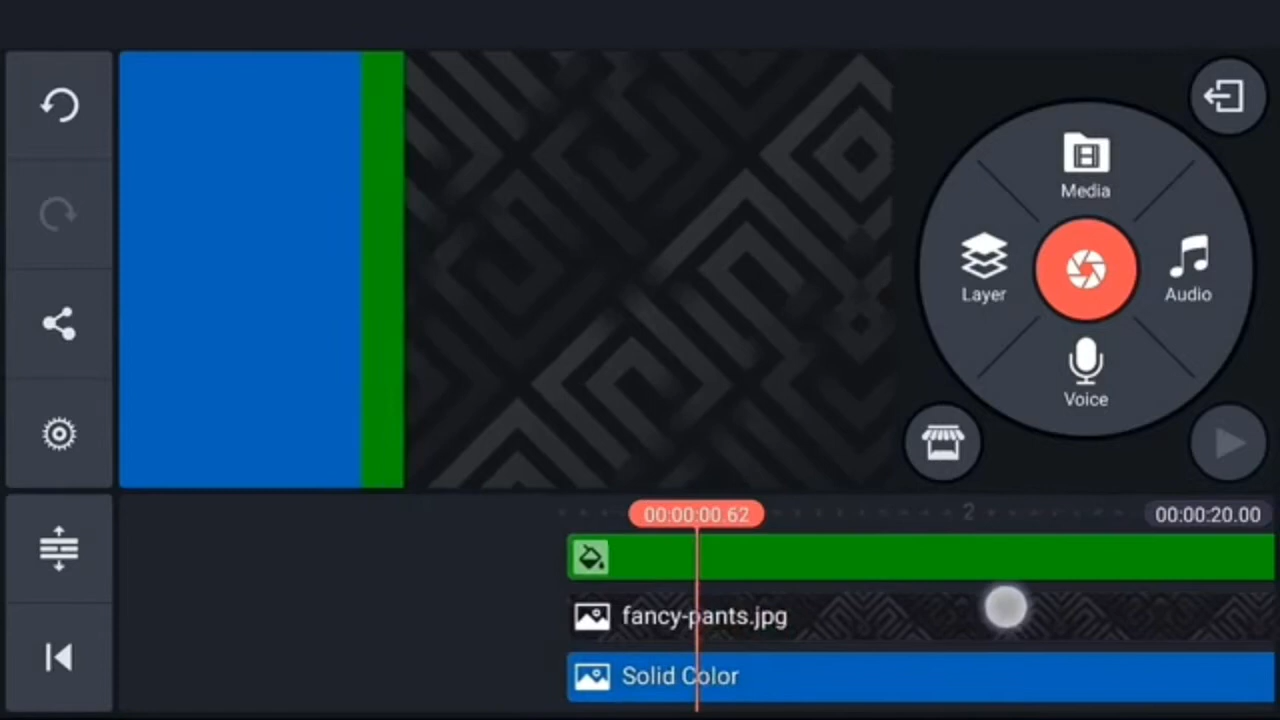 Media
Layer
Audio
Voice
00:00:00.62
2
00:00:20.00
fancy-pants.jpg
Solid Color